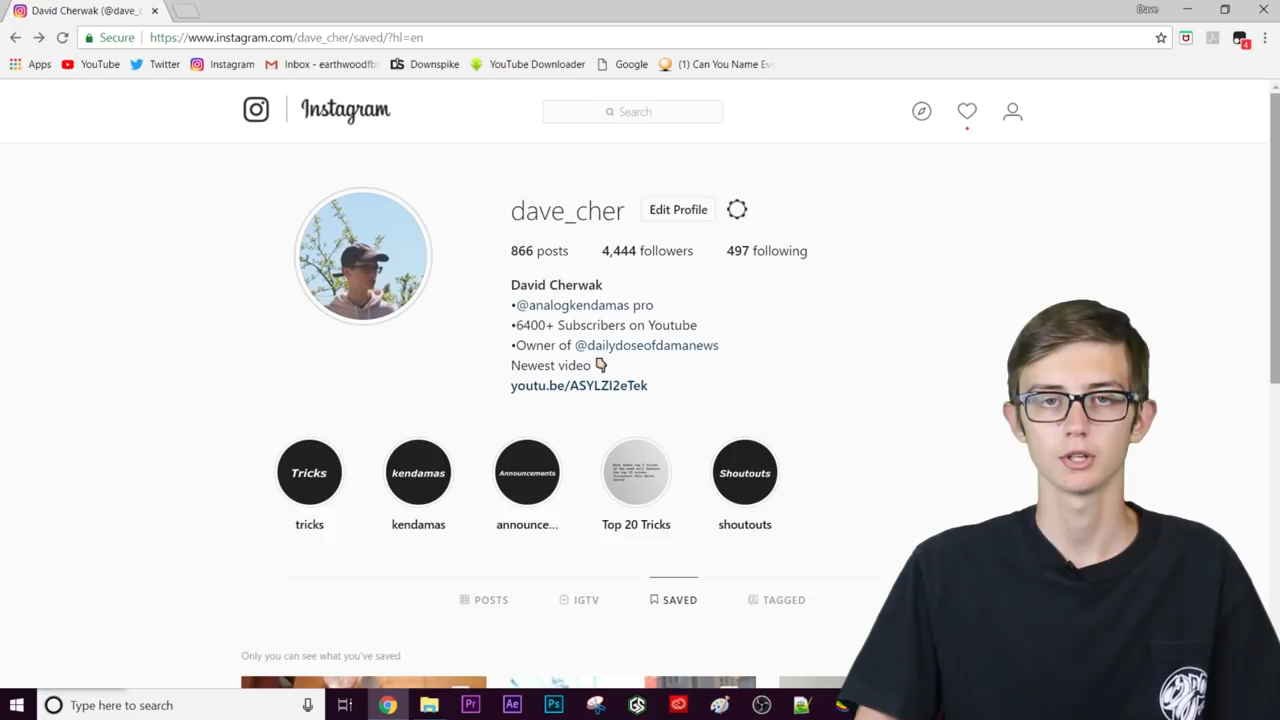 David Cherwak (@dave_c
Dave
Secure
https://www.instagram.com/dave_cher/saved/?hl=en
Apps
YouTube
Twitter
Instagram
Inbox - earthwoodfb
Downspike
YouTube Downloader
Google
(1) Can You Name Ev
4
Instagram
Search
dave_cher
Edit Profile
866 posts
4,444 followers
497 following
David Cherwak
•@analogkendamas pro
•6400+ Subscribers on Youtube
•Owner of @dailydoseofdamanews
Newest video
youtu.be/ASYLZI2eTek
Tricks
kendamas
Announcements
Shoutouts
tricks
kendamas
announce...
Top 20 Tricks
shoutouts
POSTS
IGTV
SAVED
TAGGED
Only you can see what you've saved
Type here to search
Pr
Ae
Ps